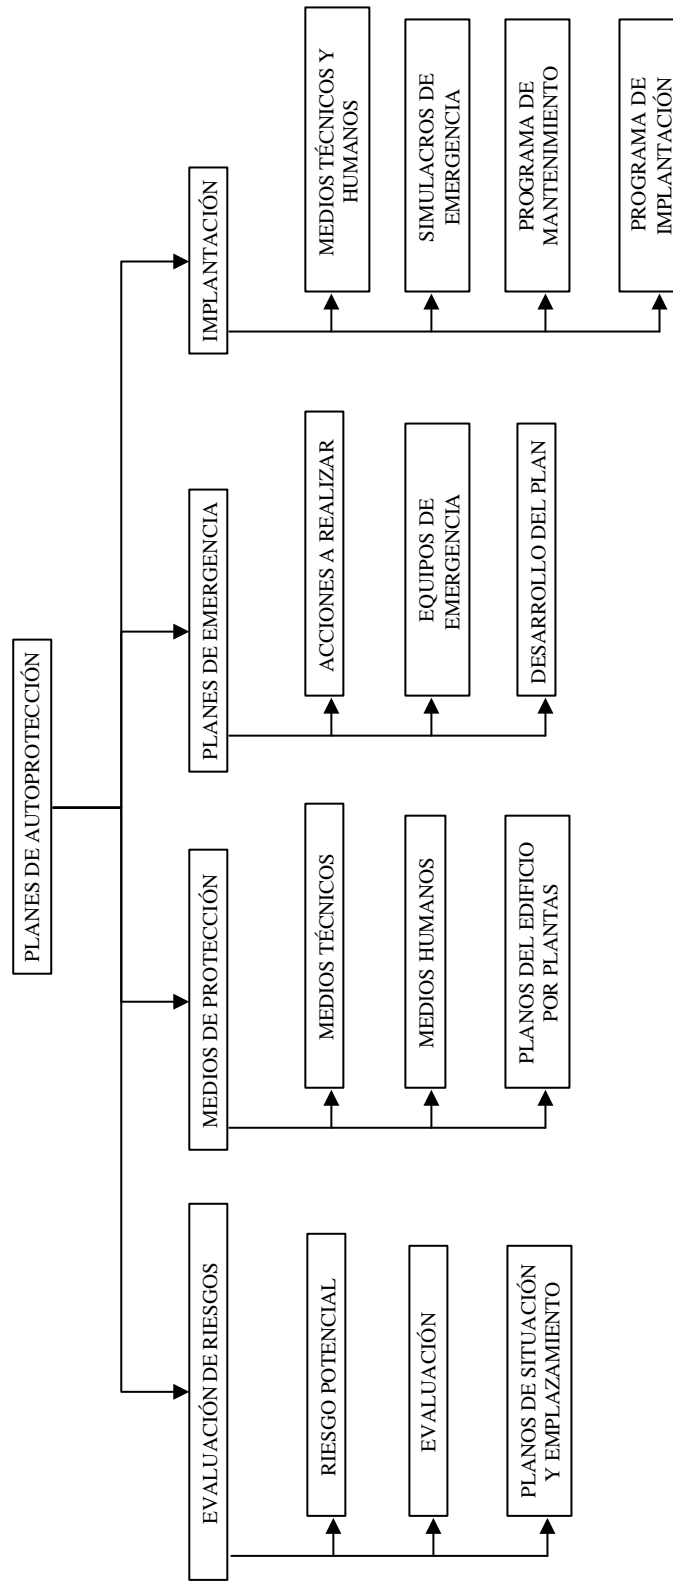 PLANES DE AUTOPROTECCIÓN
EVALUACIÓN DE RIESGOS
RIESGO POTENCIAL
EVALUACIÓN
PLANOS DE SITUACIÓN
Y EMPLAZAMIENTO
MEDIOS DE PROTECCIÓN
MEDIOS TÉCNICOS
MEDIOS HUMANOS
PLANOS DEL EDIFICIO
POR PLANTAS
PLANES DE EMERGENCIA
ACCIONES A REALIZAR
EQUIPOS DE
EMERGENCIA
DESARROLLO DEL PLAN
IMPLANTACIÓN
MEDIOS TÉCNICOS Y
HUMANOS
SIMULACROS DE
EMERGENCIA
PROGRAMA DE
MANTENIMIENTO
PROGRAMA DE
IMPLANTACIÓN